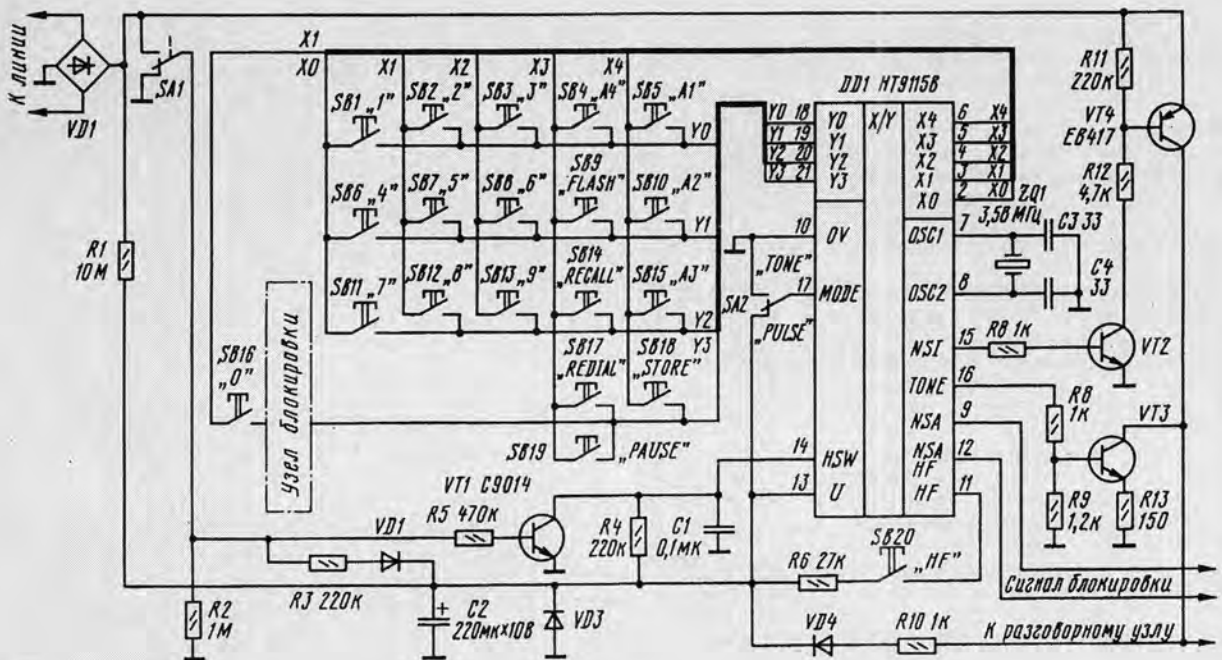 К линии
VD1
SA1
X1
X0
X1
X2
X3
X4
SB1 „1"
SB2 „2"
SB3 „3"
SB4 „A4"
SB5 „A1"
Y0
SB6 „4"
SB7 „5"
SB8 „6"
SB9
„FLASH"
SB10 „A2"
Y1
SB11 „7"
SB12 „8"
SB13 „9"
SB14
„RECALL"
SB15 „A3"
Y2
Y3
SB16
„0"
Узел блокировки
SB17
„REDIAL"
SB18
„STORE"
SB19
„PAUSE"
R1
10 М
R2
1М
R3 220к
VD1
R5 470к
VT1 C9014
C2
220мк×10В
VD3
R4
220к
C1
0,1мк
DD1 HT9115B
X/Y
Y0 18
Y1 19
Y2 20
Y3 21
Y0
Y1
Y2
Y3
X4
X3
X2
X1
X0
6 X4
5 X3
4 X2
3 X1
2 X0
10
0V
„TONE"
17
SA2
„PULSE"
MODE
14
HSW
13
U
OSC1
7
OSC2
8
NSI
15
TONE
16
NSA
9
NSA
HF
12
HF
11
ZQ1
3,58 МГц
C3 33
C4
33
R8 1к
VT2
R8
1к
VT3
R9
1,2к
R13
150
R11
220к
VT4
EB417
R12
4,7к
R6 27к
SB20
„HF"
VD4
R10 1к
Сигнал блокировки
К разговорному узлу